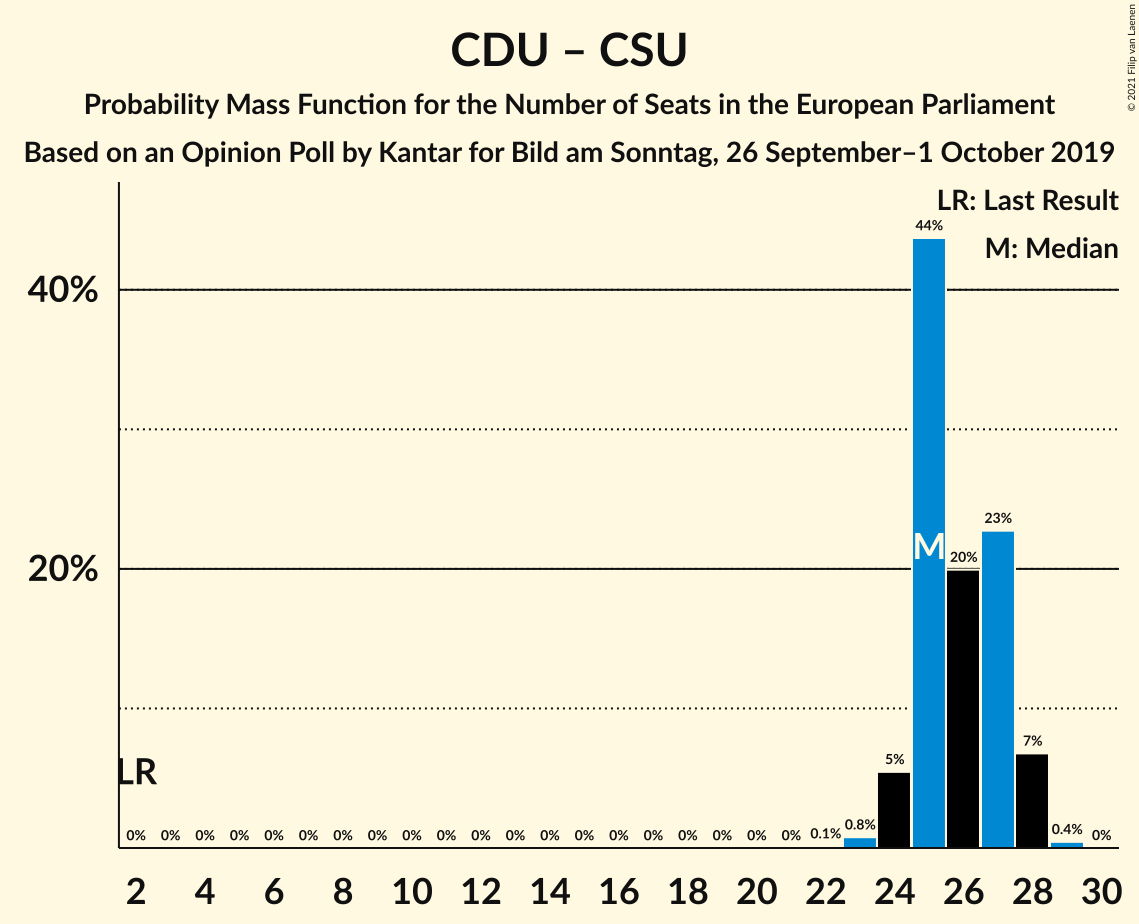 CDU – CSU
Probability Mass Function for the Number of Seats in the European Parliament
Based on an Opinion Poll by Kantar for Bild am Sonntag, 26 September–1 October 2019
© 2021 Filip van Laenen
LR: Last Result
M: Median
44%
40%
23%
M
20%
20%
7%
5%
LR
0% 0% 0% 0% 0% 0% 0% 0% 0% 0% 0% 0% 0% 0% 0% 0% 0% 0% 0% 0% 0.1% 0.8% 0.4% 0%
2 4 6 8 10 12 14 16 18 20 22 24 26 28 30